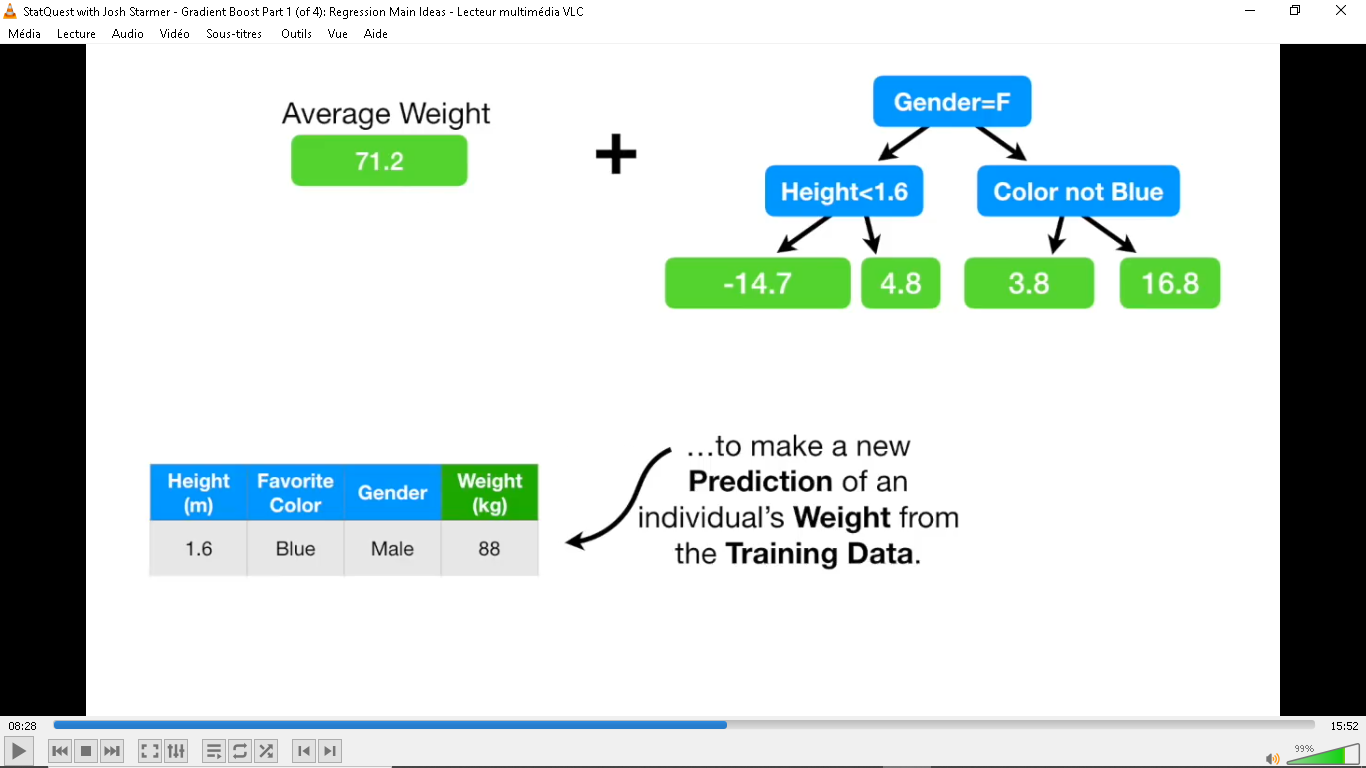 StatQuest with Josh Starmer - Gradient Boost Part 1 (of 4): Regression Main Ideas - Lecteur multimédia VLC
Média Lecture Audio Vidéo Sous-titres Outils Vue Aide
Average Weight
71.2
+
Gender=F
Height<1.6
Color not Blue
-14.7
4.8
3.8
16.8
Height (m)
Favorite Color
Gender
Weight (kg)
1.6
Blue
Male
88
…to make a new
Prediction of an
individual's Weight from
the Training Data.
08:28
15:52
99%